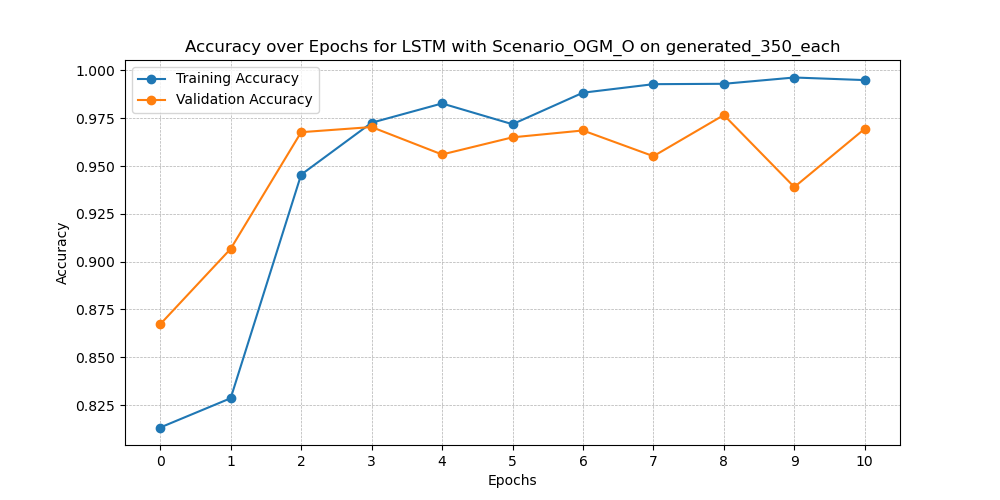 Accuracy over Epochs for LSTM with Scenario_OGM_O on generated_350_each
Training Accuracy
Validation Accuracy
1.000
0.975
0.950
0.925
0.900
0.875
0.850
0.825
Accuracy
0 1 2 3 4 5 6 7 8 9 10
Epochs